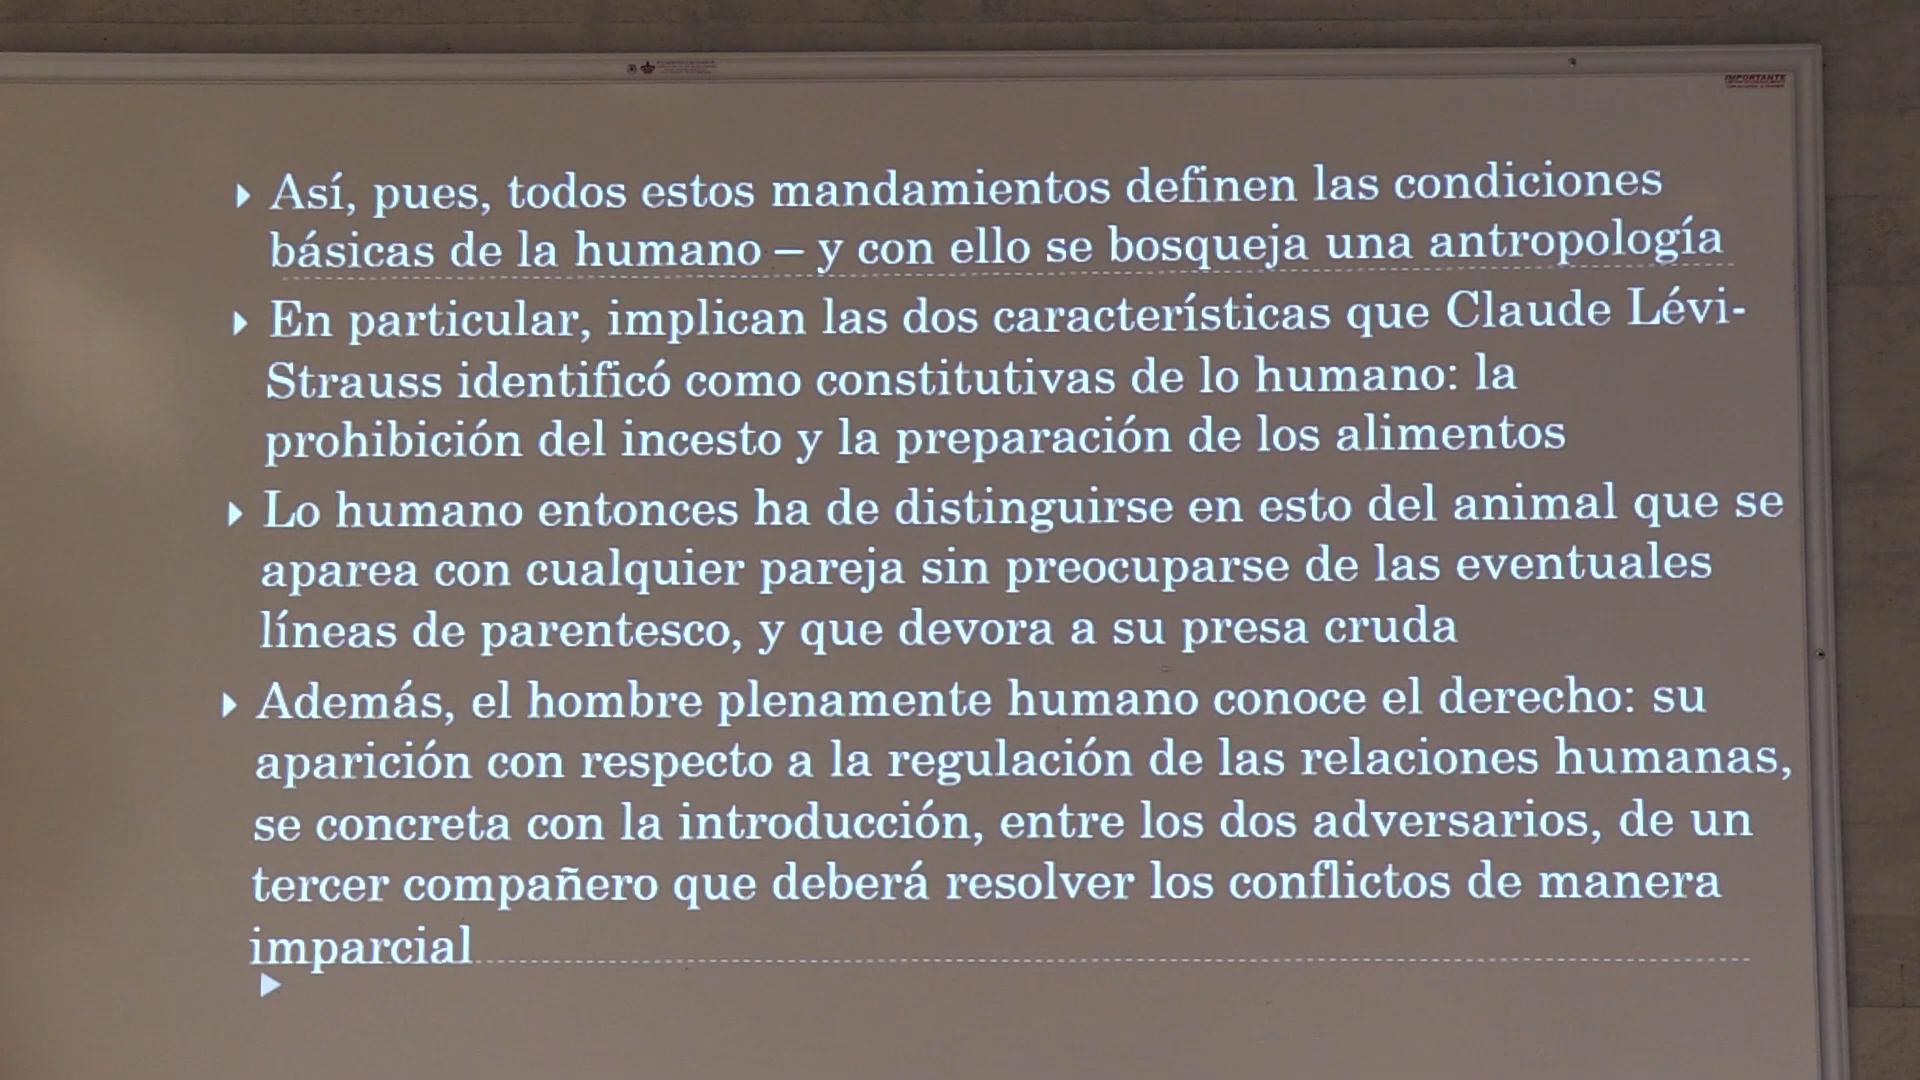 IMPORTANTE
Así, pues, todos estos mandamientos definen las condiciones
básicas de la humano – y con ello se bosqueja una antropología
En particular, implican las dos características que Claude Lévi-
Strauss identificó como constitutivas de lo humano: la
prohibición del incesto y la preparación de los alimentos
Lo humano entonces ha de distinguirse en esto del animal que se
aparea con cualquier pareja sin preocuparse de las eventuales
líneas de parentesco, y que devora a su presa cruda
Además, el hombre plenamente humano conoce el derecho: su
aparición con respecto a la regulación de las relaciones humanas,
se concreta con la introducción, entre los dos adversarios, de un
tercer compañero que deberá resolver los conflictos de manera
imparcial